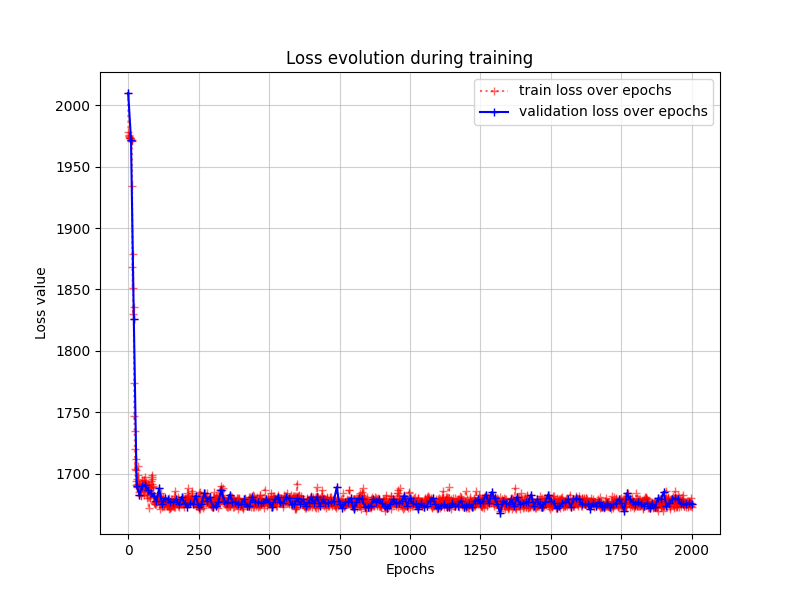 Loss evolution during training
train loss over epochs
validation loss over epochs
2000
1950
1900
1850
1800
1750
1700
Loss value
0 250 500 750 1000 1250 1500 1750 2000
Epochs